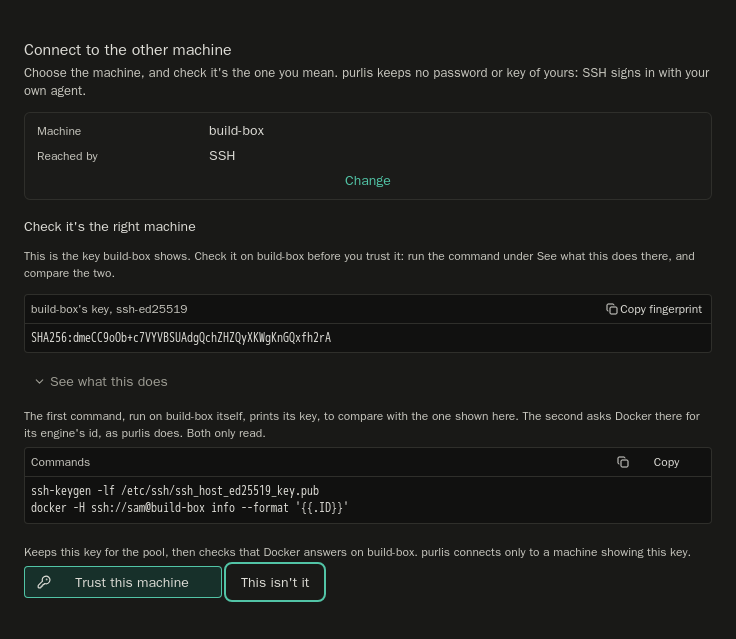 Connect to the other machine
Choose the machine, and check it's the one you mean. purlis keeps no password or key of yours: SSH signs in with your
own agent.
Machine build-box
Reached by SSH
Change
Check it's the right machine
This is the key build-box shows. Check it on build-box before you trust it: run the command under See what this does there, and
compare the two.
build-box's key, ssh-ed25519 Copy fingerprint
SHA256:dmeCC9oOb+c7VYVBSUAdgQchZHZQyXKWgKnGQxfh2rA
See what this does
The first command, run on build-box itself, prints its key, to compare with the one shown here. The second asks Docker there for
its engine's id, as purlis does. Both only read.
Commands Copy
ssh-keygen -lf /etc/ssh/ssh_host_ed25519_key.pub
docker -H ssh://sam@build-box info --format '{{.ID}}'
Keeps this key for the pool, then checks that Docker answers on build-box. purlis connects only to a machine showing this key.
Trust this machine This isn't it